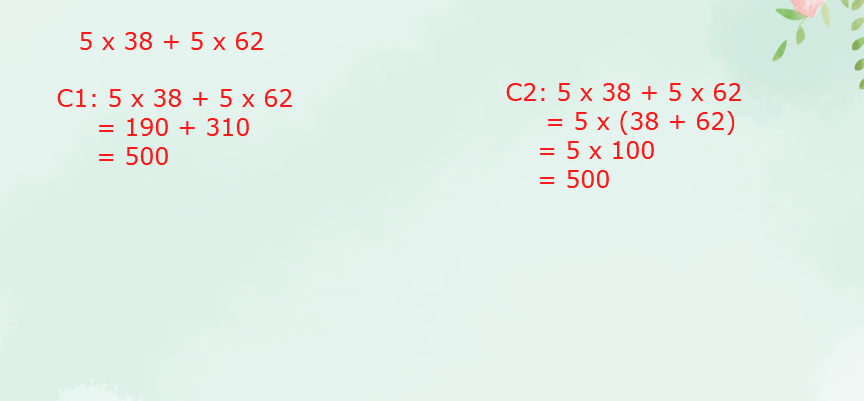 5 x 38 + 5 x 62
C1: 5 x 38 + 5 x 62
= 190 + 310
= 500
C2: 5 x 38 + 5 x 62
= 5 x (38 + 62)
= 5 x 100
= 500